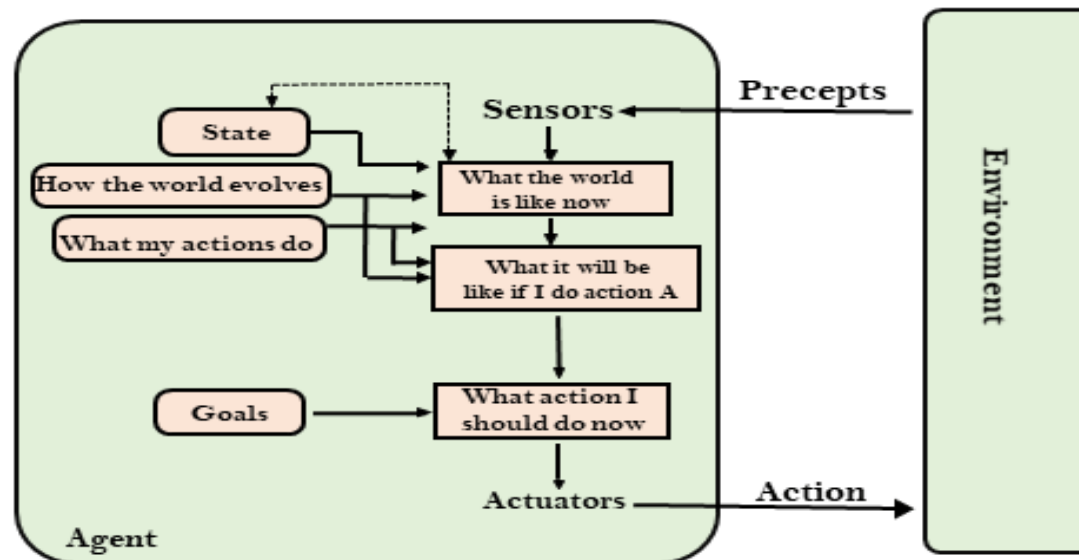 Precepts
Sensors
State
What the world
is like now
How the world evolves
What my actions do
What it will be
like if I do action A
Goals
What action I
should do now
Actuators
Action
Agent
Environment